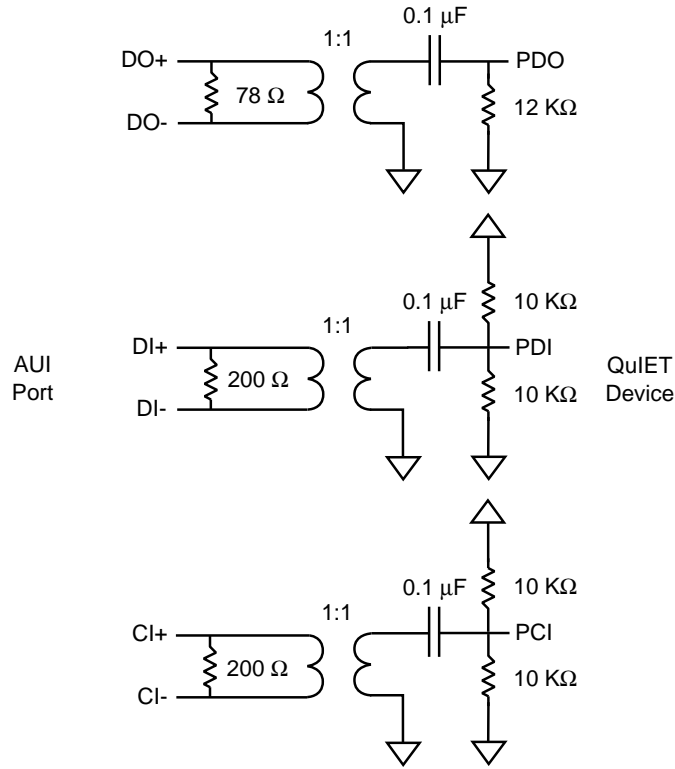 0.1 μF
1:1
DO+
PDO
78 Ω
12 KΩ
DO-
0.1 μF
10 KΩ
1:1
DI+
PDI
AUI
Port
200 Ω
10 KΩ
QuIET
Device
DI-
0.1 μF
10 KΩ
1:1
CI+
PCI
200 Ω
10 KΩ
CI-